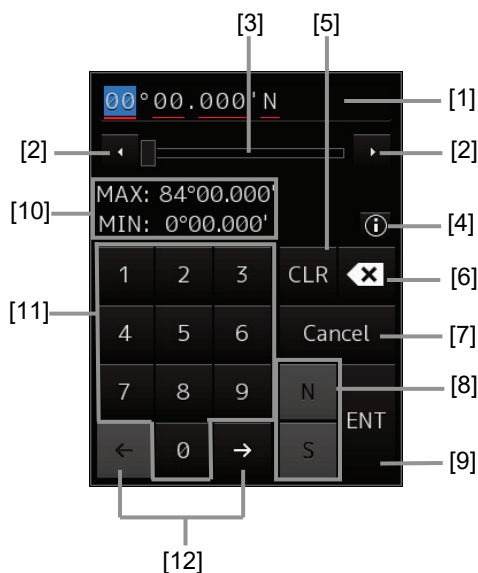 [3] [5]
00°00.000'N [1]
[2] [2]
MAX: 84°00.000'
[10]
MIN: 0°00.000'
[4]
1 2 3 CLR [6]
[11]
4 5 6 Cancel [7]
7 8 9 N [8]
ENT
← 0 → S [9]
[12]